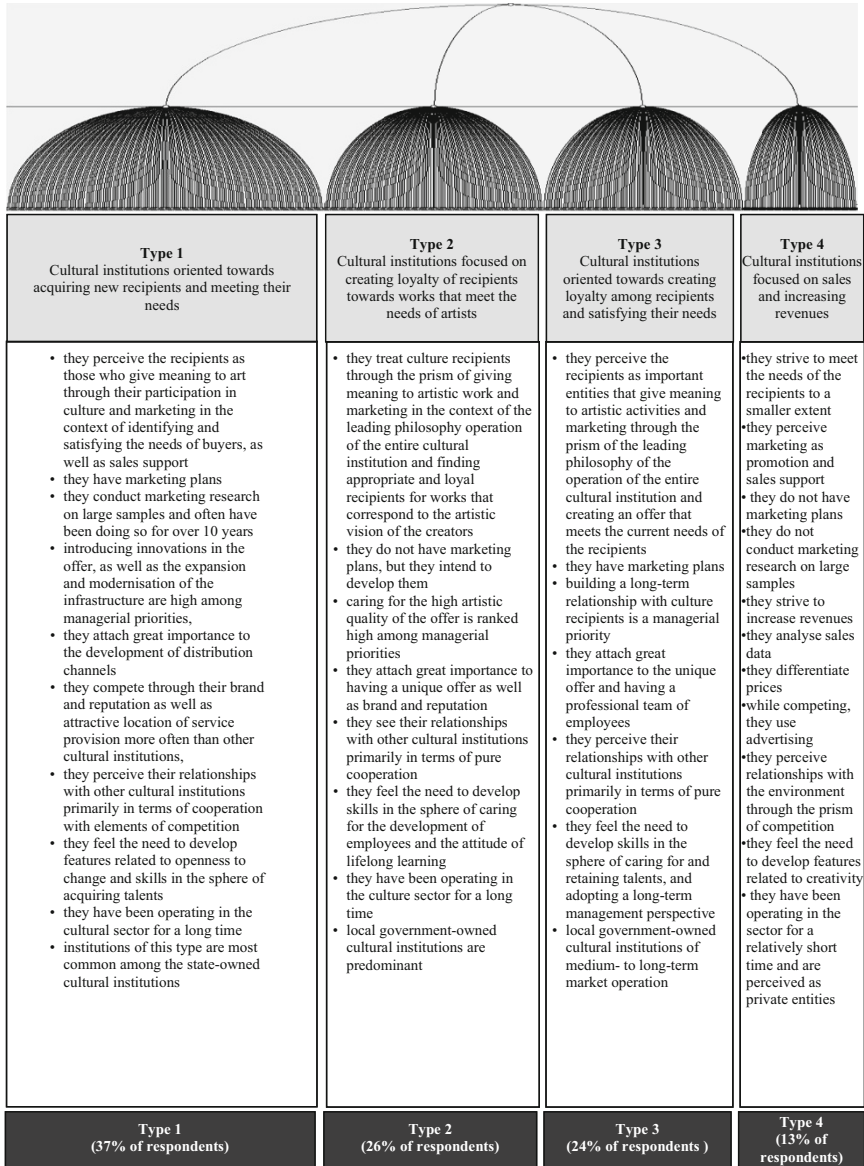 Type 1
Cultural institutions oriented towards
acquiring new recipients and meeting their
needs
Type 2
Cultural institutions focused on
creating loyalty of recipients
towards works that meet the
needs of artists
Type 3
Cultural institutions
oriented towards creating
loyalty among recipients
and satisfying their needs
Type 4
Cultural institutions
focused on sales
and increasing
revenues
• they perceive the recipients as
those who give meaning to art
through their participation in
culture and marketing in the
context of identifying and
satisfying the needs of buyers, as
well as sales support
• they have marketing plans
• they conduct marketing research
on large samples and often have
been doing so for over 10 years
• introducing innovations in the
offer, as well as the expansion
and modernisation of the
infrastructure are high among
managerial priorities,
• they attach great importance to
the development of distribution
channels
• they compete through their brand
and reputation as well as
attractive location of service
provision more often than other
cultural institutions,
• they perceive their relationships
with other cultural institutions
primarily in terms of cooperation
with elements of competition
• they feel the need to develop
features related to openness to
change and skills in the sphere of
acquiring talents
• they have been operating in the
cultural sector for a long time
• institutions of this type are most
common among the state-owned
cultural institutions
• they treat culture recipients
through the prism of giving
meaning to artistic work and
marketing in the context of the
leading philosophy operation
of the entire cultural
institution and finding
appropriate and loyal
recipients for works that
correspond to the artistic
vision of the creators
• they do not have marketing
plans, but they intend to
develop them
• caring for the high artistic
quality of the offer is ranked
high among managerial
priorities
• they attach great importance to
having a unique offer as well
as brand and reputation
• they see their relationships
with other cultural institutions
primarily in terms of pure
cooperation
• they feel the need to develop
skills in the sphere of caring
for the development of
employees and the attitude of
lifelong learning
• they have been operating in
the culture sector for a long
time
• local government-owned
cultural institutions are
predominant
• they perceive the
recipients as important
entities that give meaning
to artistic activities and
marketing through the
prism of the leading
philosophy of the
operation of the entire
cultural institution and
creating an offer that
meets the current needs of
the recipients
• they have marketing plans
• building a long-term
relationship with culture
recipients is a managerial
priority
• they attach great
importance to the unique
offer and having a
professional team of
employees
• they perceive their
relationships with other
cultural institutions
primarily in terms of pure
cooperation
• they feel the need to
develop skills in the
sphere of caring for and
retaining talents, and
adopting a long-term
management perspective
• local government-owned
cultural institutions of
medium- to long-term
market operation
•they strive to meet
the needs of the
recipients to a
smaller extent
•they perceive
marketing as
promotion and
sales support
• they do not have
marketing plans
•they do not
conduct marketing
research on large
samples
•they strive to
increase revenues
•they analyse sales
data
•they differentiate
prices
•while competing,
they use
advertising
•they perceive
relationships with
the environment
through the prism
of competition
•they feel the need
to develop features
related to creativity
• they have been
operating in the
sector for a
relatively short
time and are
perceived as
private entities
Type 1
(37% of respondents)
Type 2
(26% of respondents)
Type 3
(24% of respondents )
Type 4
(13% of
respondents)